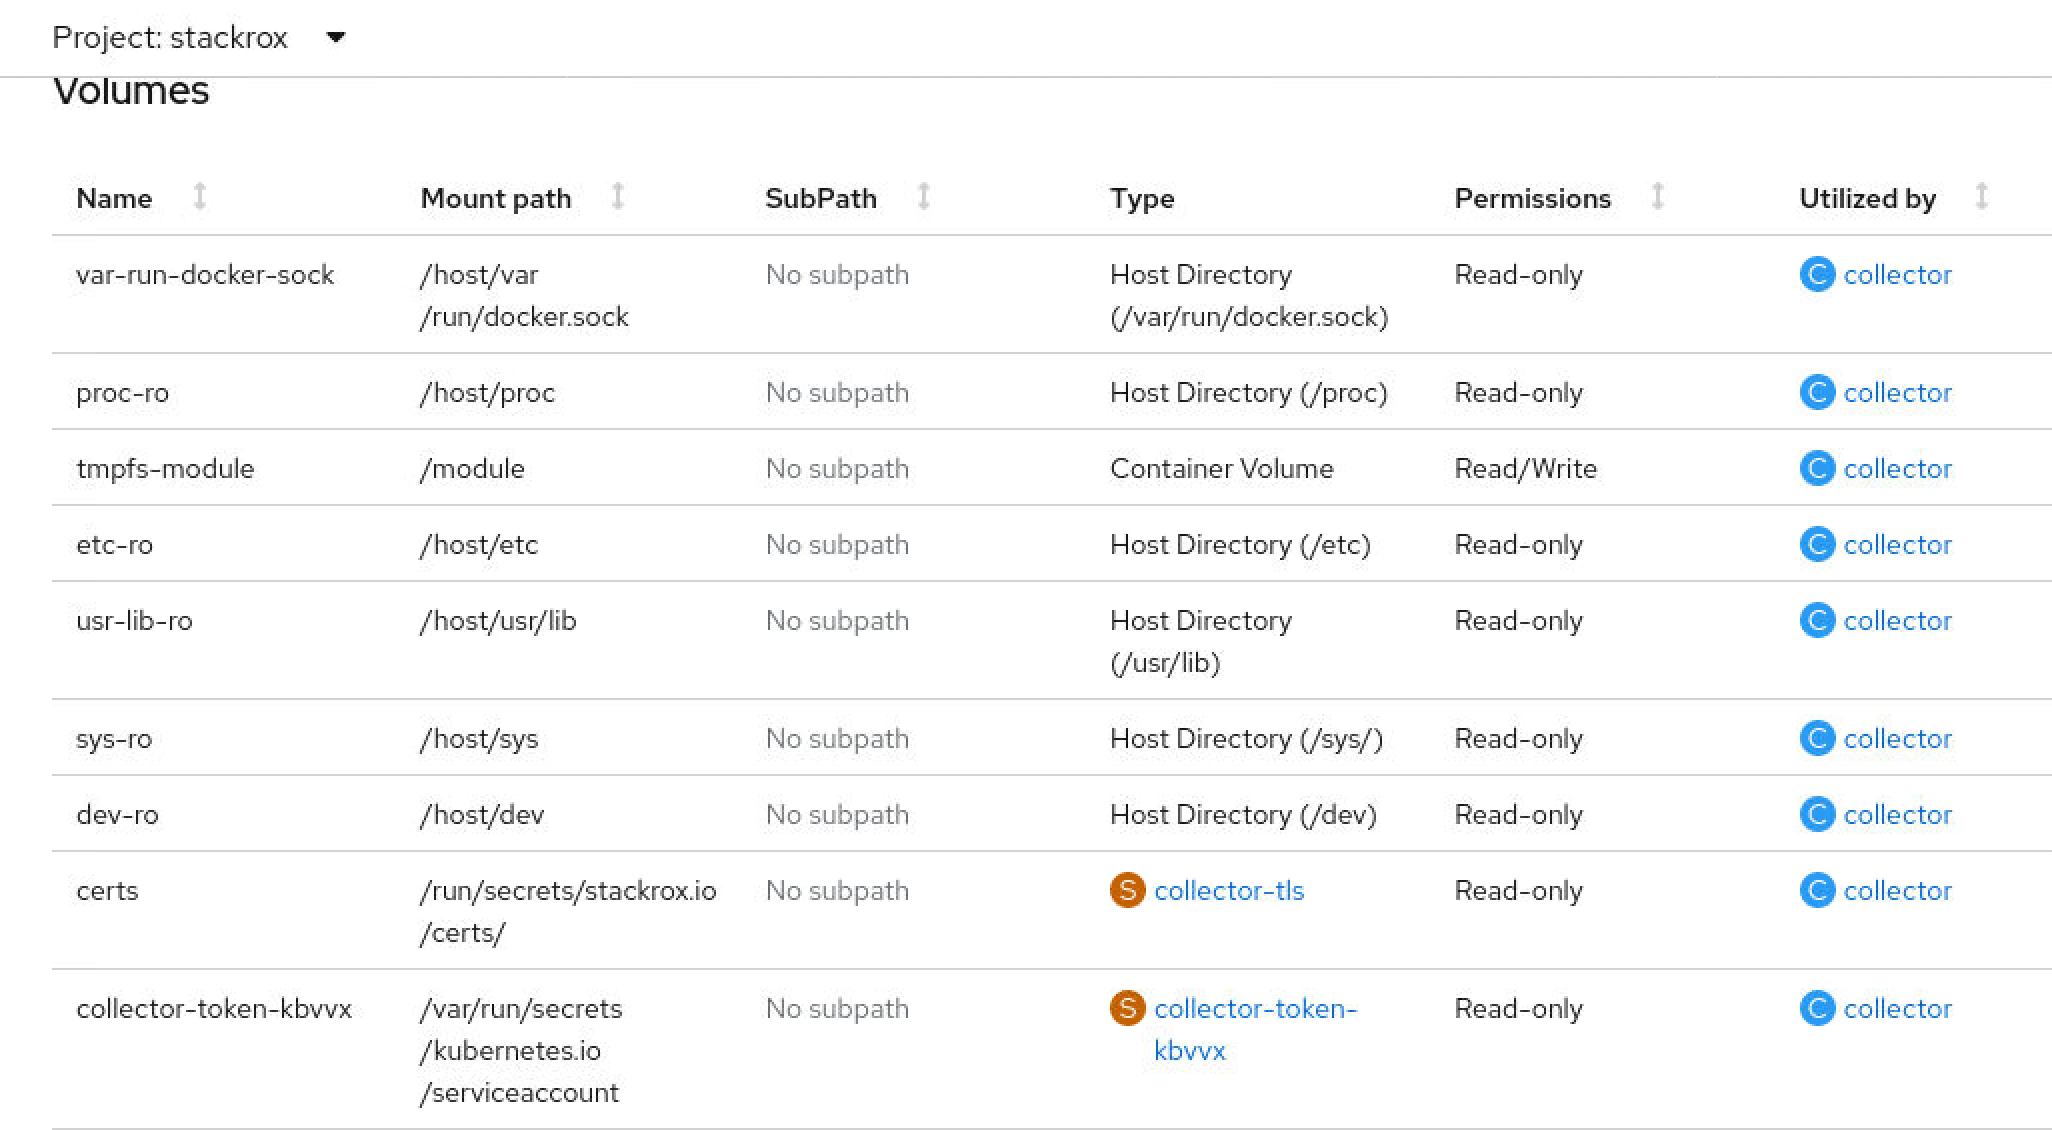 Project: stackrox
Volumes
Name Mount path SubPath Type Permissions Utilized by
var-run-docker-sock /host/var No subpath Host Directory Read-only C collector
/run/docker.sock (/var/run/docker.sock)
proc-ro /host/proc No subpath Host Directory (/proc) Read-only C collector
tmpfs-module /module No subpath Container Volume Read/Write C collector
etc-ro /host/etc No subpath Host Directory (/etc) Read-only C collector
usr-lib-ro /host/usr/lib No subpath Host Directory Read-only C collector
(/usr/lib)
sys-ro /host/sys No subpath Host Directory (/sys/) Read-only C collector
dev-ro /host/dev No subpath Host Directory (/dev) Read-only C collector
certs /run/secrets/stackrox.io No subpath S collector-tls Read-only C collector
/certs/
collector-token-kbvvx /var/run/secrets No subpath S collector-token- Read-only C collector
/kubernetes.io kbvvx
/serviceaccount